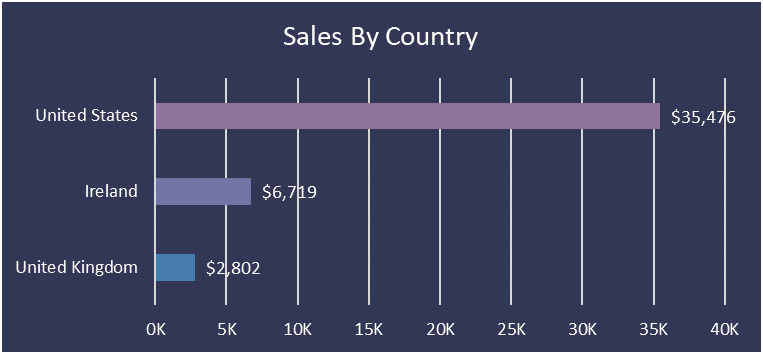 Sales By Country
United States
$35,476
Ireland
$6,719
United Kingdom
$2,802
0K 5K 10K 15K 20K 25K 30K 35K 40K